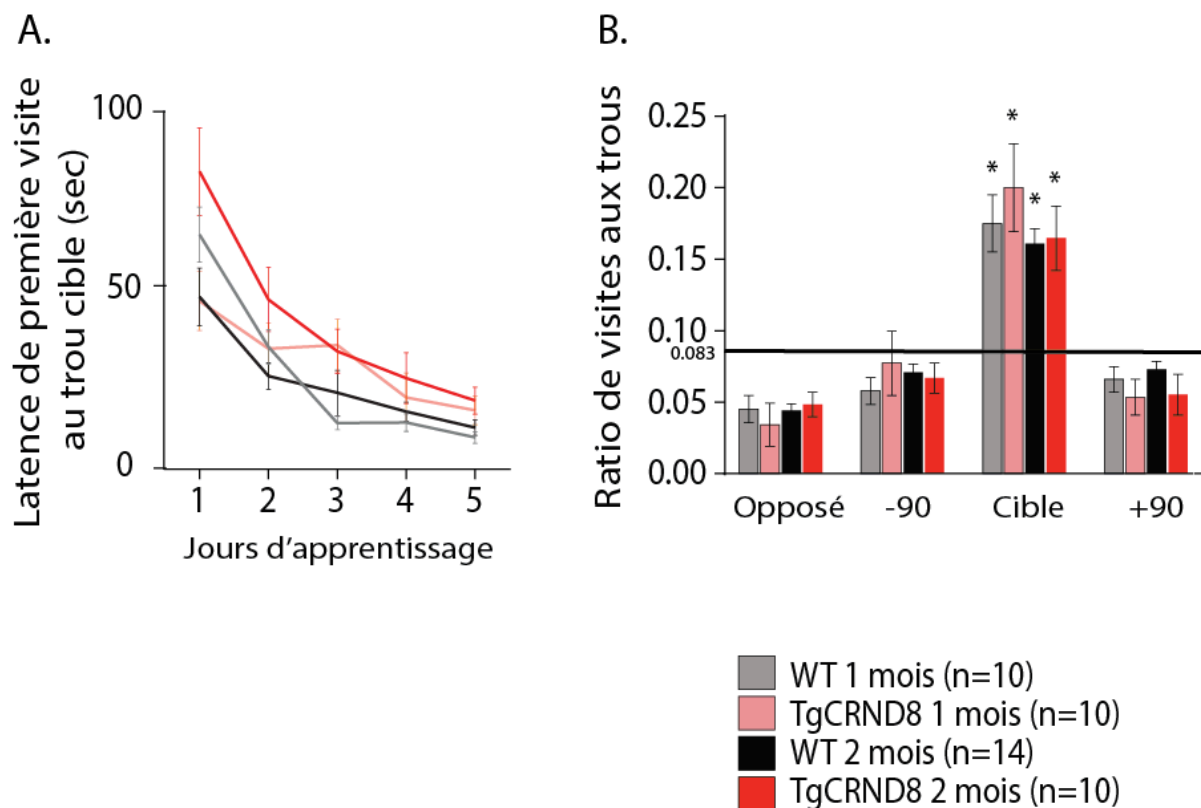 A.
Latence de première visite
au trou cible (sec)
100
50
0
1 2 3 4 5
Jours d'apprentissage
B.
Ratio de visites aux trous
0.25
0.20
0.15
0.10
0.083
0.05
0.00
* * * *
Opposé -90 Cible +90
WT 1 mois (n=10)
TgCRND8 1 mois (n=10)
WT 2 mois (n=14)
TgCRND8 2 mois (n=10)